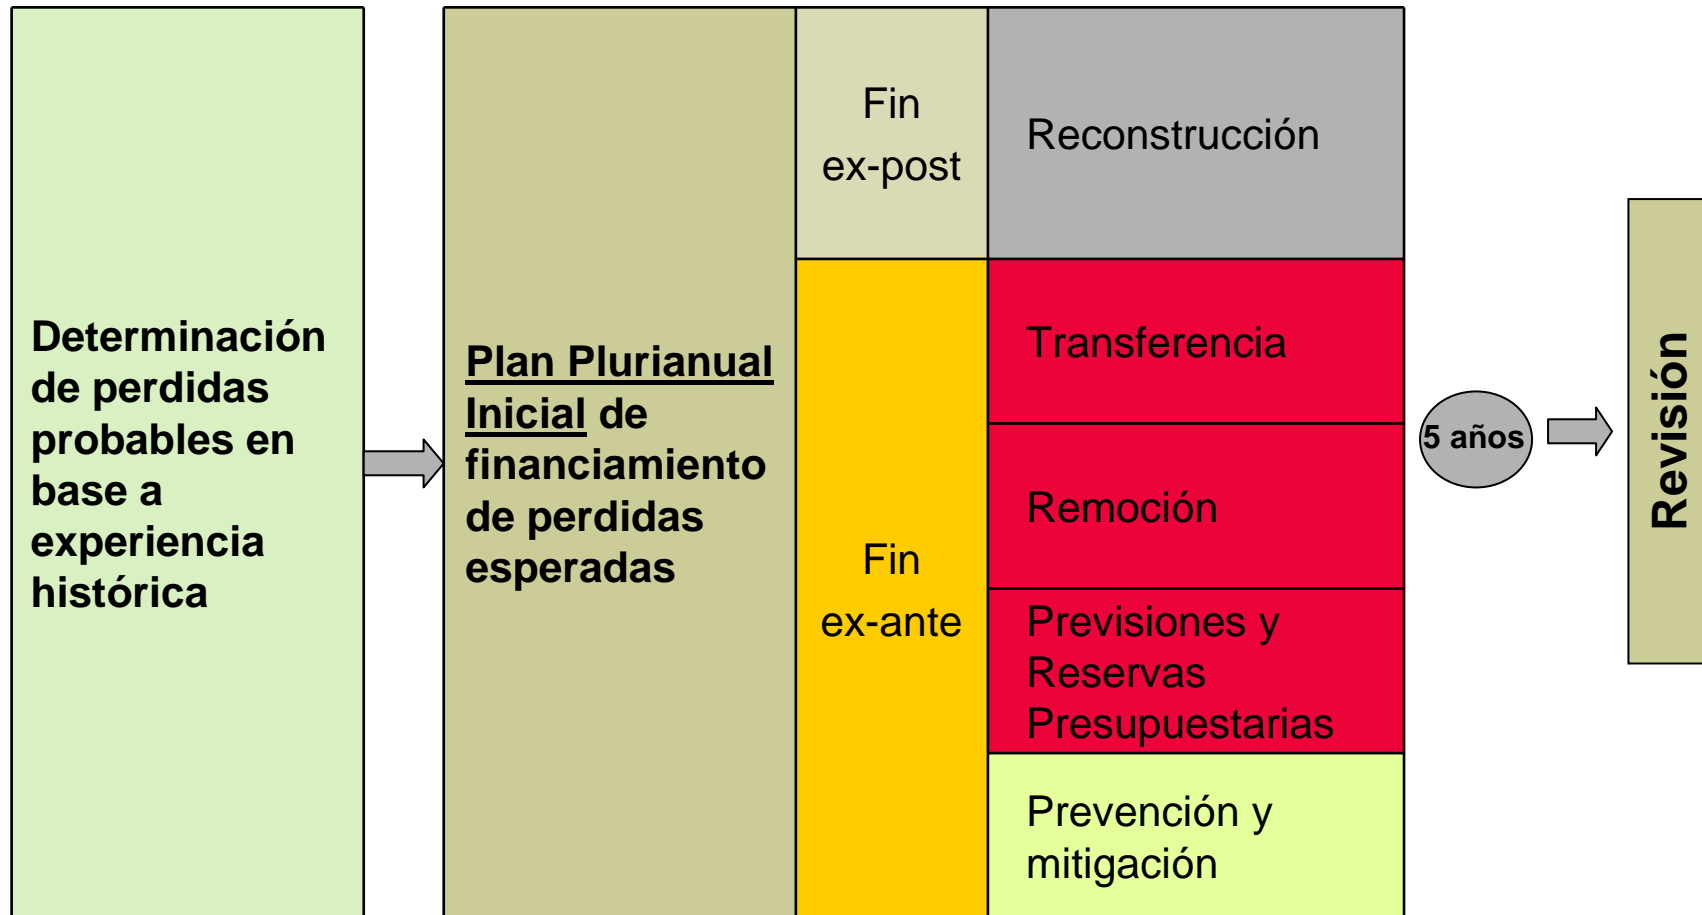 Determinación
de perdidas
probables en
base a
experiencia
histórica
Plan Plurianual
Inicial de
financiamiento
de perdidas
esperadas
Fin
ex-post
Reconstrucción
Fin
ex-ante
Transferencia
Remoción
Previsiones y
Reservas
Presupuestarias
Prevención y
mitigación
5 años
Revisión